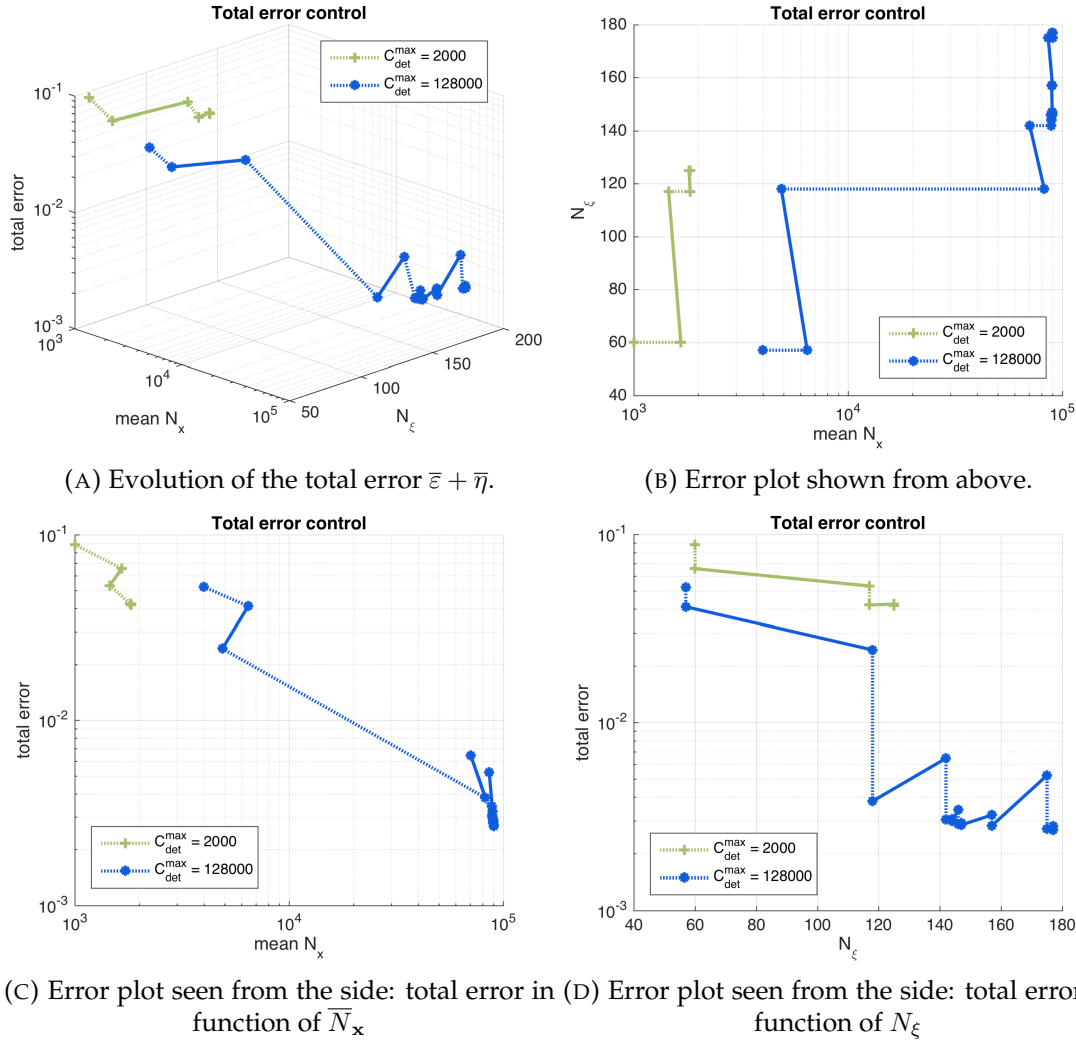 Total error control
C_det^max = 2000
C_det^max = 128000
10^-1
10^-2
10^-3
total error
10^3
10^4
10^5
mean N_x
50
100
150
200
N_ξ
(A) Evolution of the total error ε̅ + η̅.
Total error control
180
160
140
120
100
80
60
40
N_ξ
10^3
10^4
10^5
mean N_x
C_det^max = 2000
C_det^max = 128000
(B) Error plot shown from above.
Total error control
10^-1
10^-2
10^-3
total error
10^3
10^4
10^5
mean N_x
C_det^max = 2000
C_det^max = 128000
(C) Error plot seen from the side: total error in
function of N̅_x
Total error control
10^-1
10^-2
10^-3
total error
40
60
80
100
120
140
160
180
N_ξ
C_det^max = 2000
C_det^max = 128000
(D) Error plot seen from the side: total error
function of N_ξ